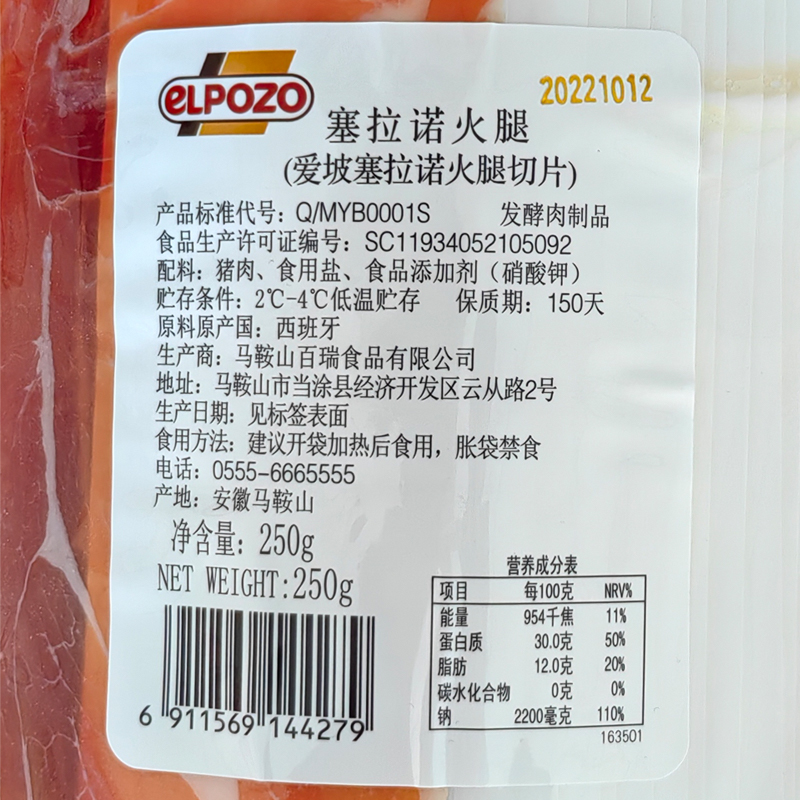 ELPOZO
20221012
塞拉诺火腿
(爱坡塞拉诺火腿切片)
产品标准代号：Q/MYB0001S 发酵肉制品
食品生产许可证编号：SC11934052105092
配料：猪肉、食用盐、食品添加剂（硝酸钾）
贮存条件：2℃-4℃低温贮存 保质期：150天
原料原产国：西班牙
生产商：马鞍山百瑞食品有限公司
地址：马鞍山市当涂县经济开发区云从路2号
生产日期：见标签表面
食用方法：建议开袋加热后食用，胀袋禁食
电话：0555-6665555
产地：安徽马鞍山
净含量：250g
NET WEIGHT:250g
6 911569 144279
营养成分表
项目 每100克 NRV%
能量 954千焦 11%
蛋白质 30.0克 50%
脂肪 12.0克 20%
碳水化合物 0克 0%
钠 2200毫克 110%
163501